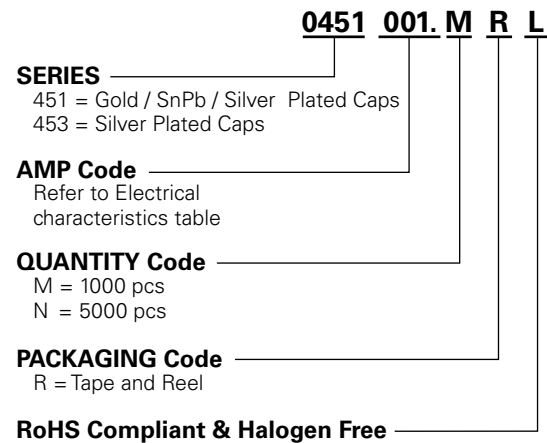 0451 001. M R L
SERIES
451 = Gold / SnPb / Silver Plated Caps
453 = Silver Plated Caps
AMP Code
Refer to Electrical
characteristics table
QUANTITY Code
M = 1000 pcs
N = 5000 pcs
PACKAGING Code
R = Tape and Reel
RoHS Compliant & Halogen Free